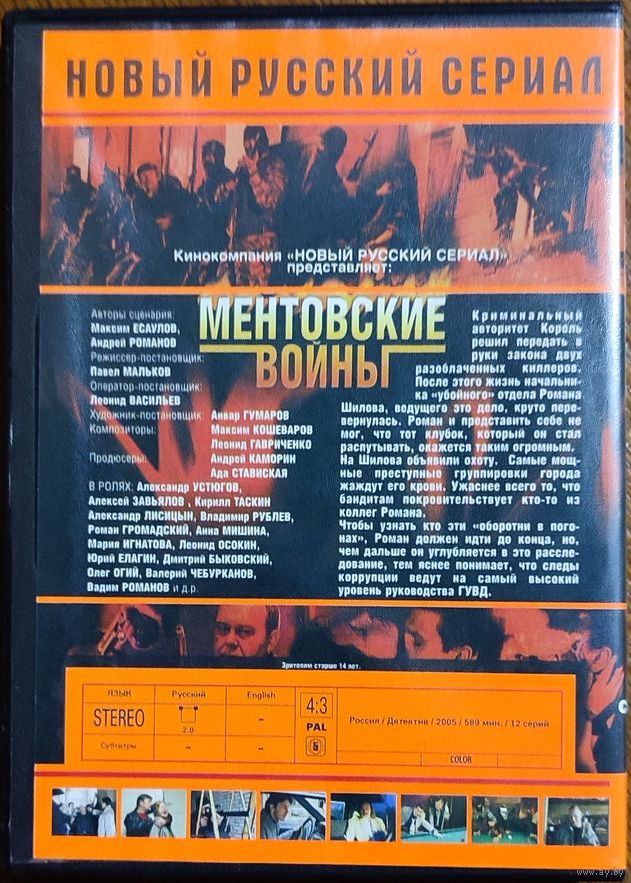 НОВЫЙ РУССКИЙ СЕРИАЛ
Кинокомпания «НОВЫЙ РУССКИЙ СЕРИАЛ»
представляет:
МЕНТОВСКИЕ
ВОЙНЫ
Авторы сценария:
Максим ЕСАУЛОВ,
Андрей РОМАНОВ
Режиссер-постановщик:
Павел МАЛЬКОВ
Оператор-постановщик:
Леонид ВАСИЛЬЕВ
Художник-постановщик: Анвар ГУМАРОВ
Композиторы: Максим КОШЕВАРОВ
Леонид ГАВРИЧЕНКО
Продюсеры: Андрей КАМОРИН
Ада СТАВИСКАЯ
В РОЛЯХ: Александр УСТЮГОВ,
Алексей ЗАВЬЯЛОВ , Кирилл ТАСКИН
Александр ЛИСИЦЫН, Владимир РУБЛЕВ,
Роман ГРОМАДСКИЙ, Анна МИШИНА,
Мария ИГНАТОВА, Леонид ОСОКИН,
Юрий ЕЛАГИН, Дмитрий БЫКОВСКИЙ,
Олег ОГИЙ, Валерий ЧЕБУРКАНОВ,
Вадим РОМАНОВ и д.р.
Криминальный
авторитет Король
решил передать в
руки закона двух
разоблаченных киллеров.
После этого жизнь начальни-
ка «убойного» отдела Романа
Шилова, ведущего это дело, круто пере-
вернулась. Роман и представить себе не
мог, что тот клубок, который он стал
распутывать, окажется таким огромным.
На Шилова объявили охоту. Самые мощ-
ные преступные группировки города
жаждут его крови. Ужаснее всего то, что
бандитам покровительствует кто-то из
коллег Романа.
Чтобы узнать кто эти «оборотни в пого-
нах», Роман должен идти до конца, но,
чем дальше он углубляется в это рассле-
дование, тем яснее понимает, что следы
коррупции ведут на самый высокий
уровень руководства ГУВД.
Зрителям старше 14 лет.
ЯЗЫК Русский English
STEREO 2.0 –
Субтитры – –
4:3
PAL
5
Россия / Детектив / 2005 / 589 мин. / 12 серий
COLOR
www.ay.by